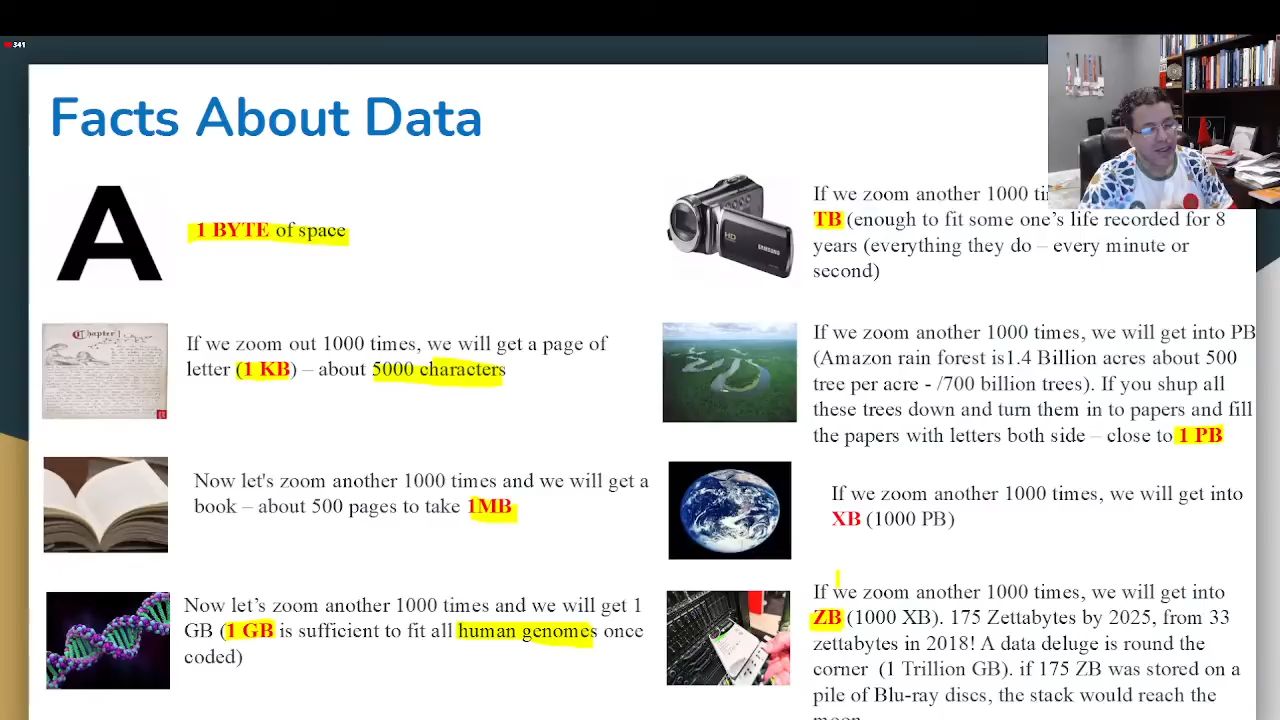 341
Facts About Data
A
1 BYTE of space
Chapter 1
If we zoom out 1000 times, we will get a page of
letter (1 KB) – about 5000 characters
Now let's zoom another 1000 times and we will get a
book – about 500 pages to take 1MB
Now let’s zoom another 1000 times and we will get 1
GB (1 GB is sufficient to fit all human genomes once
coded)
HD
SAMSUNG
If we zoom another 1000
TB (enough to fit some one’s life recorded for 8
years (everything they do – every minute or
second)
If we zoom another 1000 times, we will get into PB
(Amazon rain forest is1.4 Billion acres about 500
tree per acre - /700 billion trees). If you shup all
these trees down and turn them in to papers and fill
the papers with letters both side – close to 1 PB
If we zoom another 1000 times, we will get into
XB (1000 PB)
If we zoom another 1000 times, we will get into
ZB (1000 XB). 175 Zettabytes by 2025, from 33
zettabytes in 2018! A data deluge is round the
corner (1 Trillion GB). if 175 ZB was stored on a
pile of Blu-ray discs, the stack would reach the